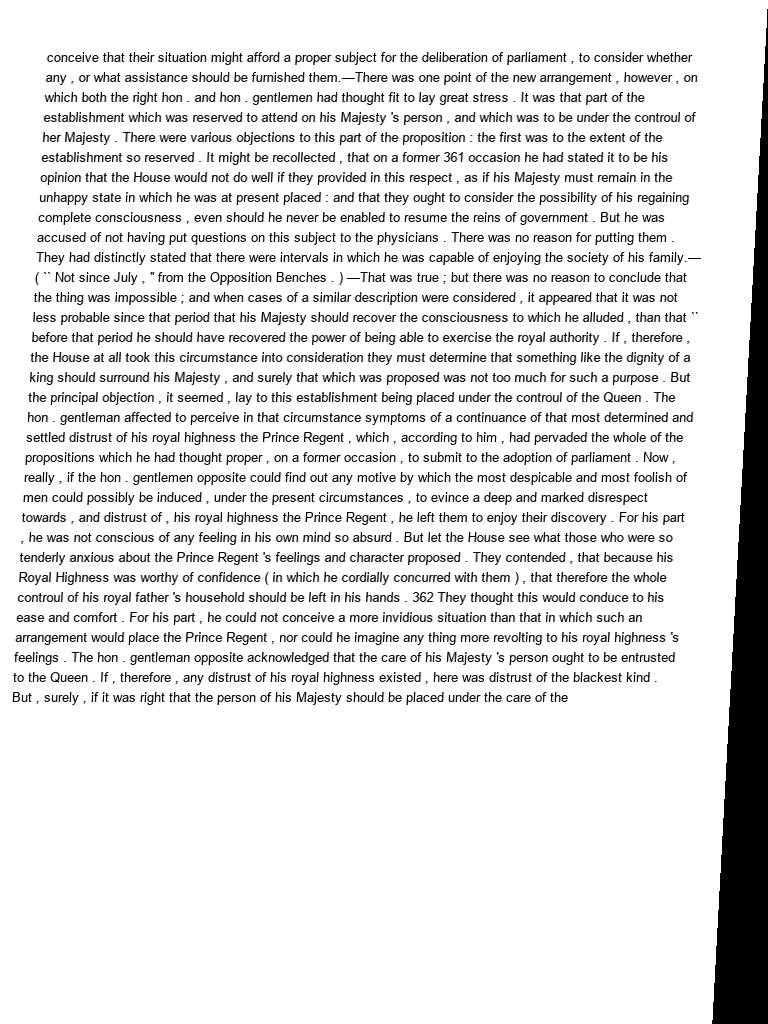 conceive that their situation might afford a proper subject for the deliberation of parliament , to consider whether
any , or what assistance should be furnished them.—There was one point of the new arrangement , however , on
which both the right hon . and hon . gentlemen had thought fit to lay great stress . It was that part of the
establishment which was reserved to attend on his Majesty 's person , and which was to be under the controul of
her Majesty . There were various objections to this part of the proposition : the first was to the extent of the
establishment so reserved . It might be recollected , that on a former 361 occasion he had stated it to be his
opinion that the House would not do well if they provided in this respect , as if his Majesty must remain in the
unhappy state in which he was at present placed : and that they ought to consider the possibility of his regaining
complete consciousness , even should he never be enabled to resume the reins of government . But he was
accused of not having put questions on this subject to the physicians . There was no reason for putting them .
They had distinctly stated that there were intervals in which he was capable of enjoying the society of his family.—
( `` Not since July , '' from the Opposition Benches . ) —That was true ; but there was no reason to conclude that
the thing was impossible ; and when cases of a similar description were considered , it appeared that it was not
less probable since that period that his Majesty should recover the consciousness to which he alluded , than that ``
before that period he should have recovered the power of being able to exercise the royal authority . If , therefore ,
the House at all took this circumstance into consideration they must determine that something like the dignity of a
king should surround his Majesty , and surely that which was proposed was not too much for such a purpose . But
the principal objection , it seemed , lay to this establishment being placed under the controul of the Queen . The
hon . gentleman affected to perceive in that circumstance symptoms of a continuance of that most determined and
settled distrust of his royal highness the Prince Regent , which , according to him , had pervaded the whole of the
propositions which he had thought proper , on a former occasion , to submit to the adoption of parliament . Now ,
really , if the hon . gentlemen opposite could find out any motive by which the most despicable and most foolish of
men could possibly be induced , under the present circumstances , to evince a deep and marked disrespect
towards , and distrust of , his royal highness the Prince Regent , he left them to enjoy their discovery . For his part
, he was not conscious of any feeling in his own mind so absurd . But let the House see what those who were so
tenderly anxious about the Prince Regent 's feelings and character proposed . They contended , that because his
Royal Highness was worthy of confidence ( in which he cordially concurred with them ) , that therefore the whole
controul of his royal father 's household should be left in his hands . 362 They thought this would conduce to his
ease and comfort . For his part , he could not conceive a more invidious situation than that in which such an
arrangement would place the Prince Regent , nor could he imagine any thing more revolting to his royal highness 's
feelings . The hon . gentleman opposite acknowledged that the care of his Majesty 's person ought to be entrusted
to the Queen . If , therefore , any distrust of his royal highness existed , here was distrust of the blackest kind .
But , surely , if it was right that the person of his Majesty should be placed under the care of the